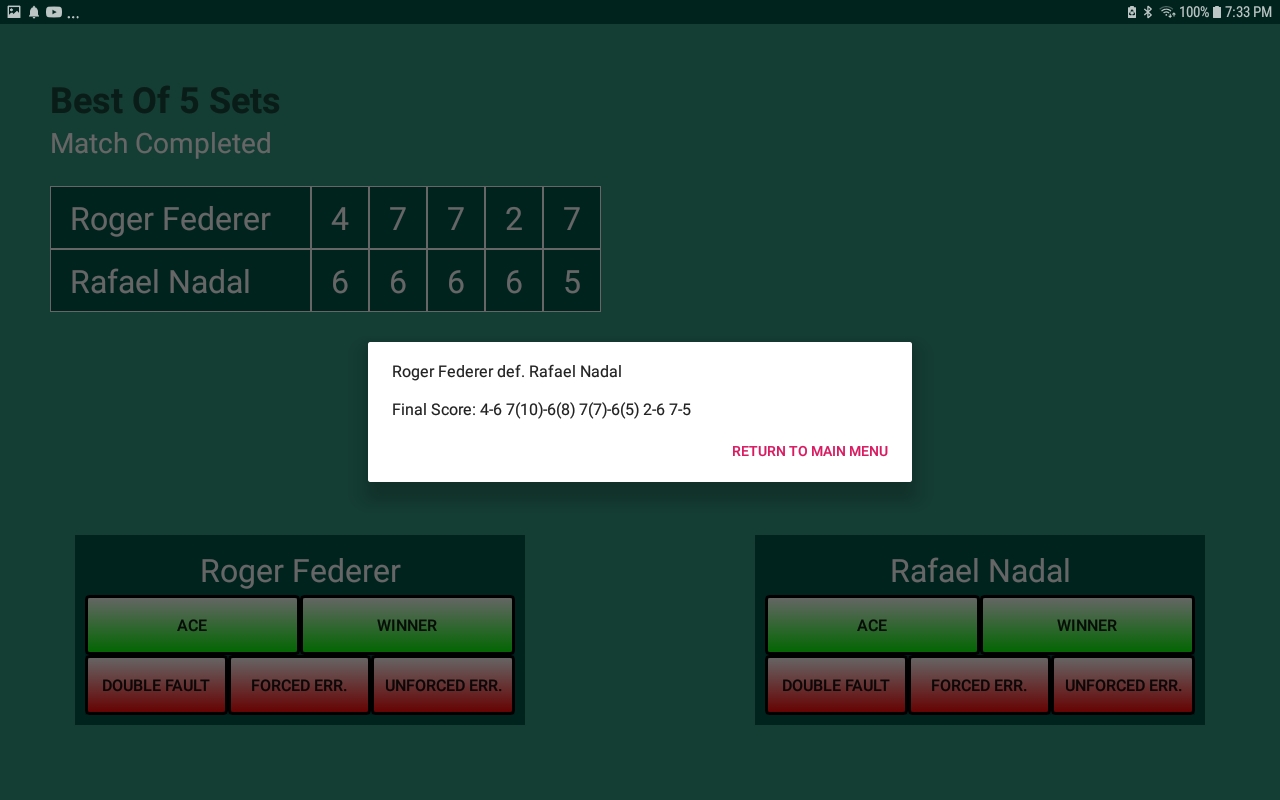 ... 100% 7:33 PM
Best Of 5 Sets
Match Completed
Roger Federer 4 7 7 2 7
Rafael Nadal 6 6 6 6 5
Roger Federer def. Rafael Nadal
Final Score: 4-6 7(10)-6(8) 7(7)-6(5) 2-6 7-5
RETURN TO MAIN MENU
Roger Federer
ACE WINNER
DOUBLE FAULT FORCED ERR. UNFORCED ERR.
Rafael Nadal
ACE WINNER
DOUBLE FAULT FORCED ERR. UNFORCED ERR.